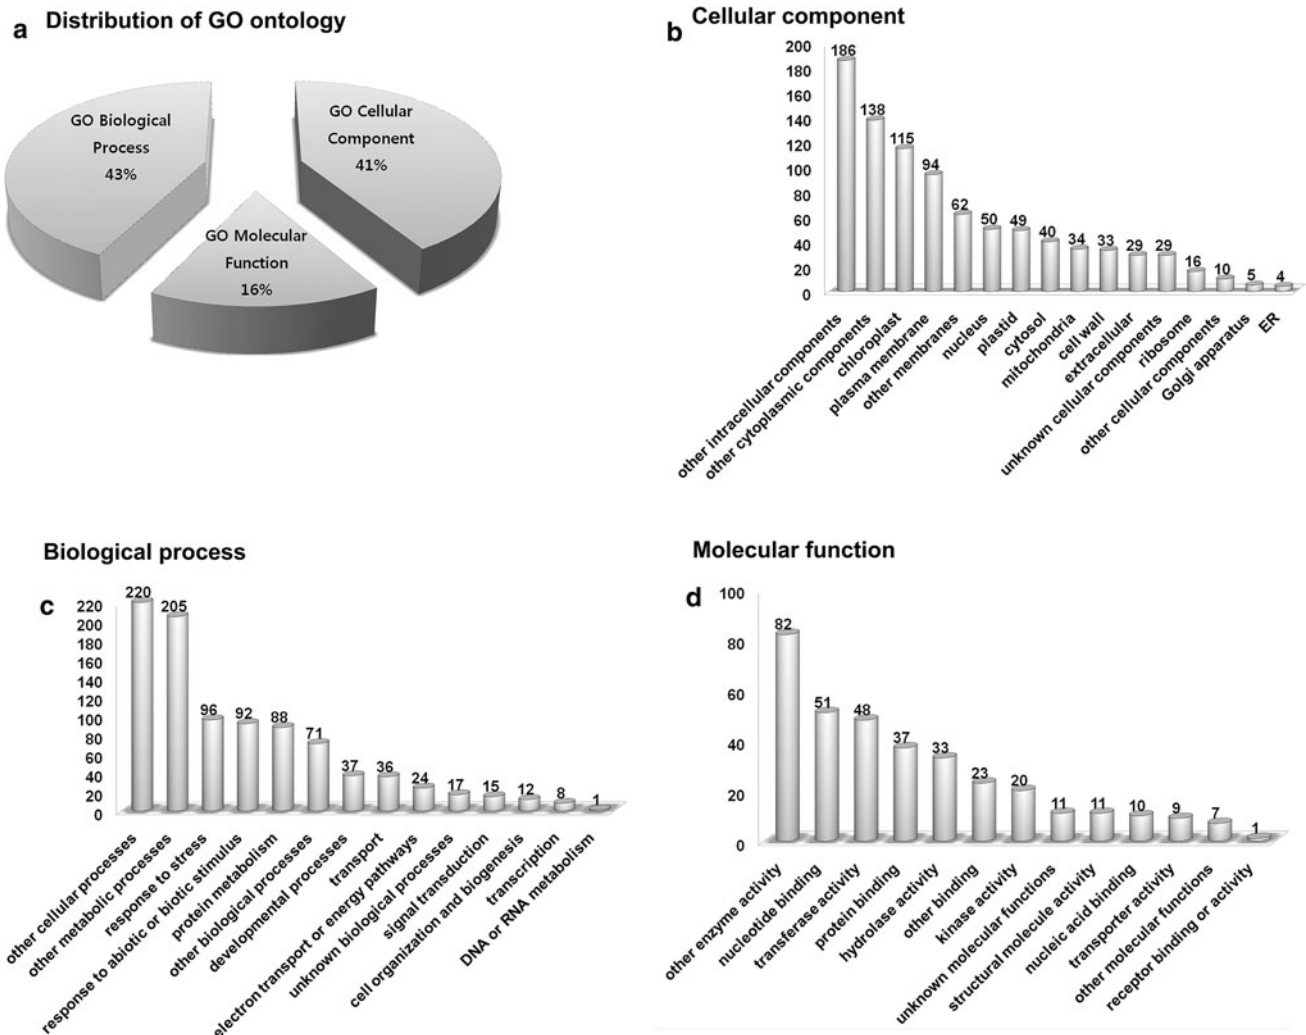 a Distribution of GO ontology
GO Biological
Process
43%
GO Cellular
Component
41%
GO Molecular
Function
16%
b Cellular component
200
180
160
140
120
100
80
60
40
20
0
186
138
115
94
62
50
49
40
34
33
29
29
16
10
5
4
other intracellular components
other cytoplasmic components
chloroplast
plasma membrane
other membranes
nucleus
plastid
cytosol
mitochondria
cell wall
extracellular
unknown cellular components
ribosome
other cellular components
Golgi apparatus
ER
Biological process
c
220
200
180
160
140
120
100
80
60
40
20
0
220
205
96
92
88
71
37
36
24
17
15
12
8
1
other cellular processes
other metabolic processes
response to stress
response to abiotic or biotic stimulus
protein metabolism
other biological processes
developmental processes
transport
electron transport or energy pathways
unknown biological processes
signal transduction
cell organization and biogenesis
transcription
DNA or RNA metabolism
Molecular function
d
100
80
60
40
20
0
82
51
48
37
33
23
20
11
11
10
9
7
1
other enzyme activity
nucleotide binding
transferase activity
protein binding
hydrolase activity
other binding
kinase activity
unknown molecular functions
structural molecule activity
nucleic acid binding
transporter activity
other molecular functions
receptor binding or activity